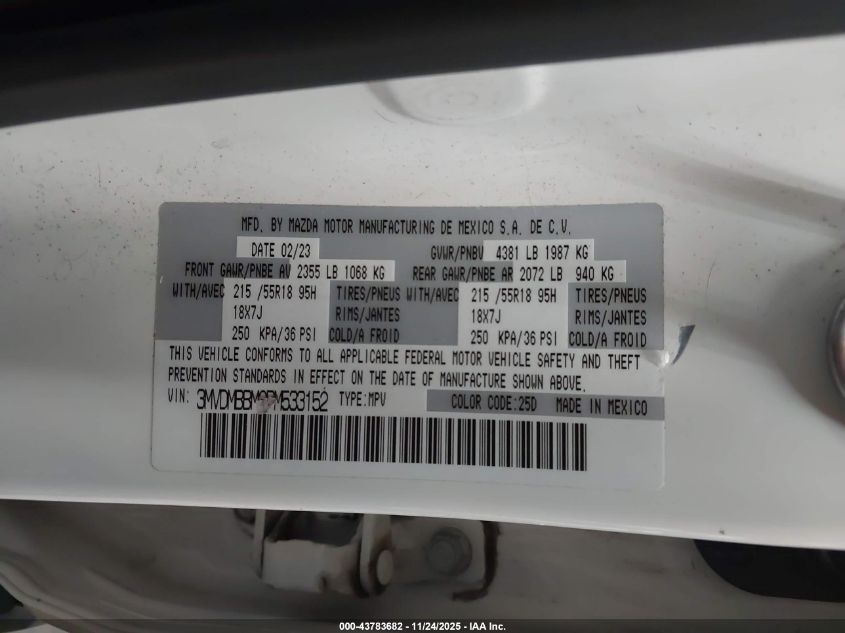 MFD. BY MAZDA MOTOR MANUFACTURING DE MEXICO S.A. DE C.V.
DATE 02/23 GVWR/PNBV 4381 LB 1987 KG
FRONT GAWR/PNBE AV 2355 LB 1068 KG REAR GAWR/PNBE AR 2072 LB 940 KG
WITH/AVEC 215 /55R18 95H TIRES/PNEUS WITH/AVEC 215 /55R18 95H TIRES/PNEUS
18X7J RIMS/JANTES 18X7J RIMS/JANTES
250 KPA/36 PSI COLD/A FROID 250 KPA/36 PSI COLD/A FROID
THIS VEHICLE CONFORMS TO ALL APPLICABLE FEDERAL MOTOR VEHICLE SAFETY AND THEFT
PREVENTION STANDARDS IN EFFECT ON THE DATE OF MANUFACTURE SHOWN ABOVE.
VIN: TYPE:MPV COLOR CODE:25D MADE IN MEXICO
000-43783682 - 11/24/2025 - IAA Inc.